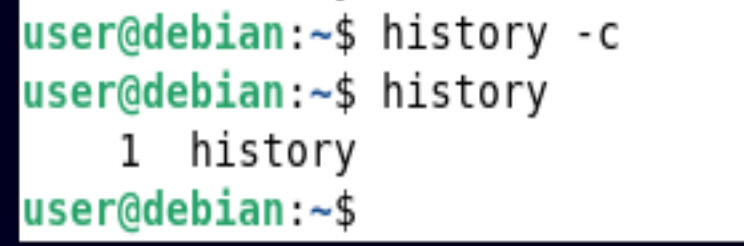 user@debian:~$ history -c
user@debian:~$ history
    1  history
user@debian:~$